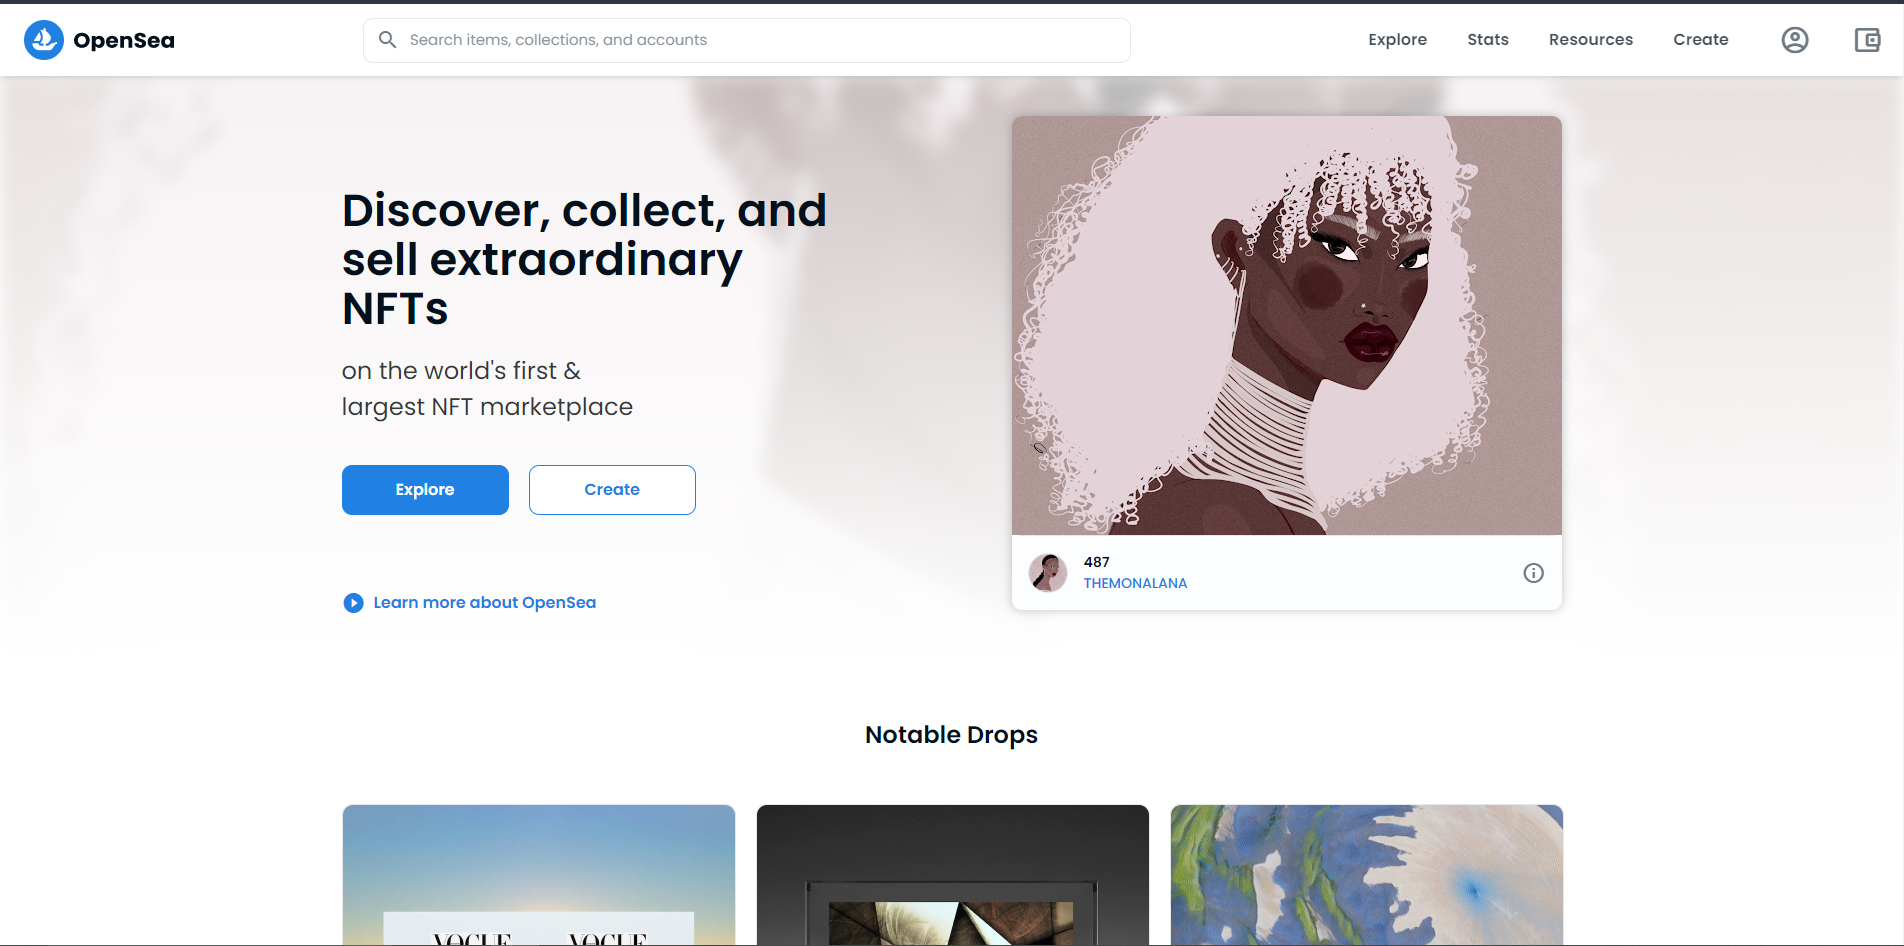 OpenSea
Search items, collections, and accounts
Explore
Stats
Resources
Create
Discover, collect, and
sell extraordinary
NFTs
on the world's first &
largest NFT marketplace
Explore
Create
Learn more about OpenSea
487
THEMONALANA
Notable Drops
VOGUE
VOGUE